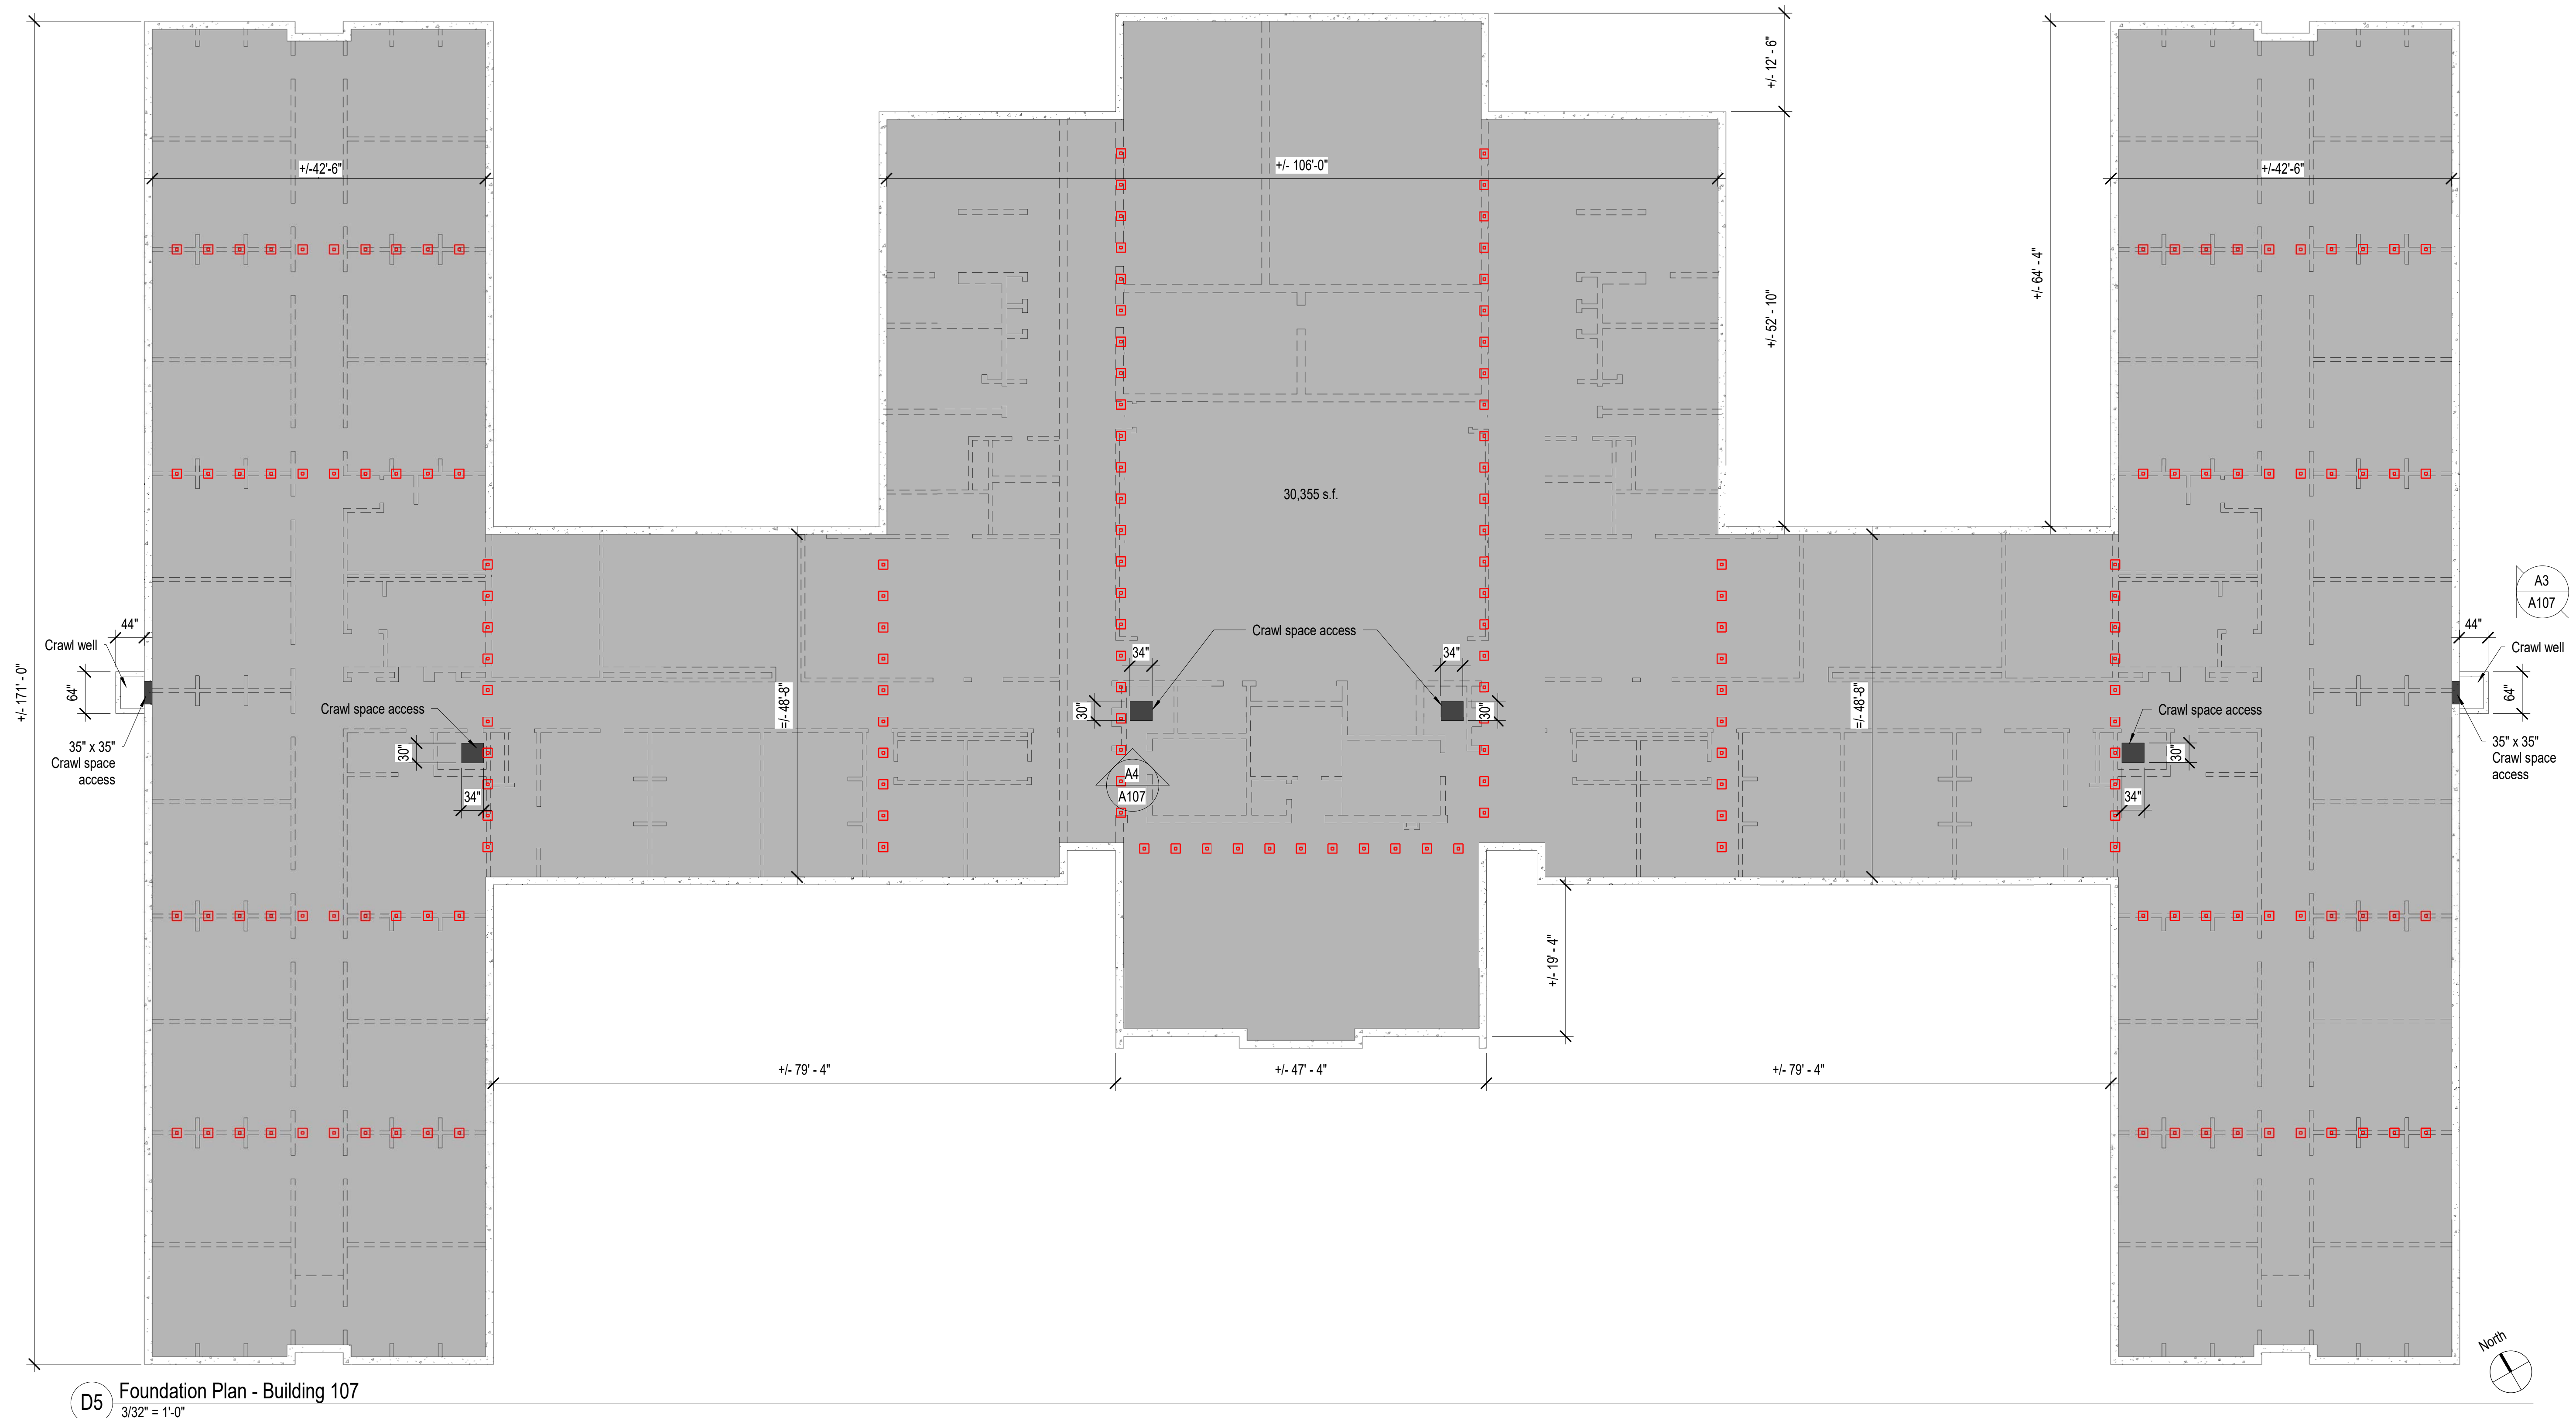 +/- 12' - 6"
+/-42'-6"
+/- 106'-0"
+/-42'-6"
+/- 52' - 10"
+/- 64' - 4"
30,355 s.f.
A3
A107
44"
Crawl well
64"
+/- 171' - 0"
35" x 35"
Crawl space
access
Crawl space access
30"
34"
=/- 48'-8"
Crawl space access
34"
34"
30"
30"
A4
A107
=/- 48'-8"
Crawl space access
30"
34"
44"
Crawl well
64"
35" x 35"
Crawl space
access
+/- 19' - 4"
+/- 79' - 4"
+/- 47' - 4"
+/- 79' - 4"
North
D5
Foundation Plan - Building 107
3/32" = 1'-0"